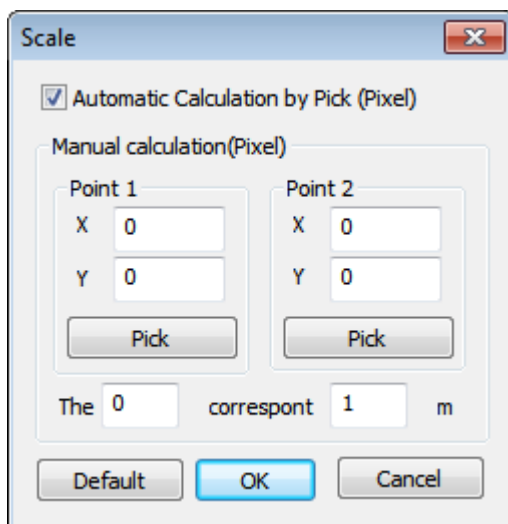 Scale
Automatic Calculation by Pick (Pixel)
Manual calculation(Pixel)
Point 1 Point 2
X 0 X 0
Y 0 Y 0
Pick Pick
The 0 correspont 1 m
Default OK Cancel